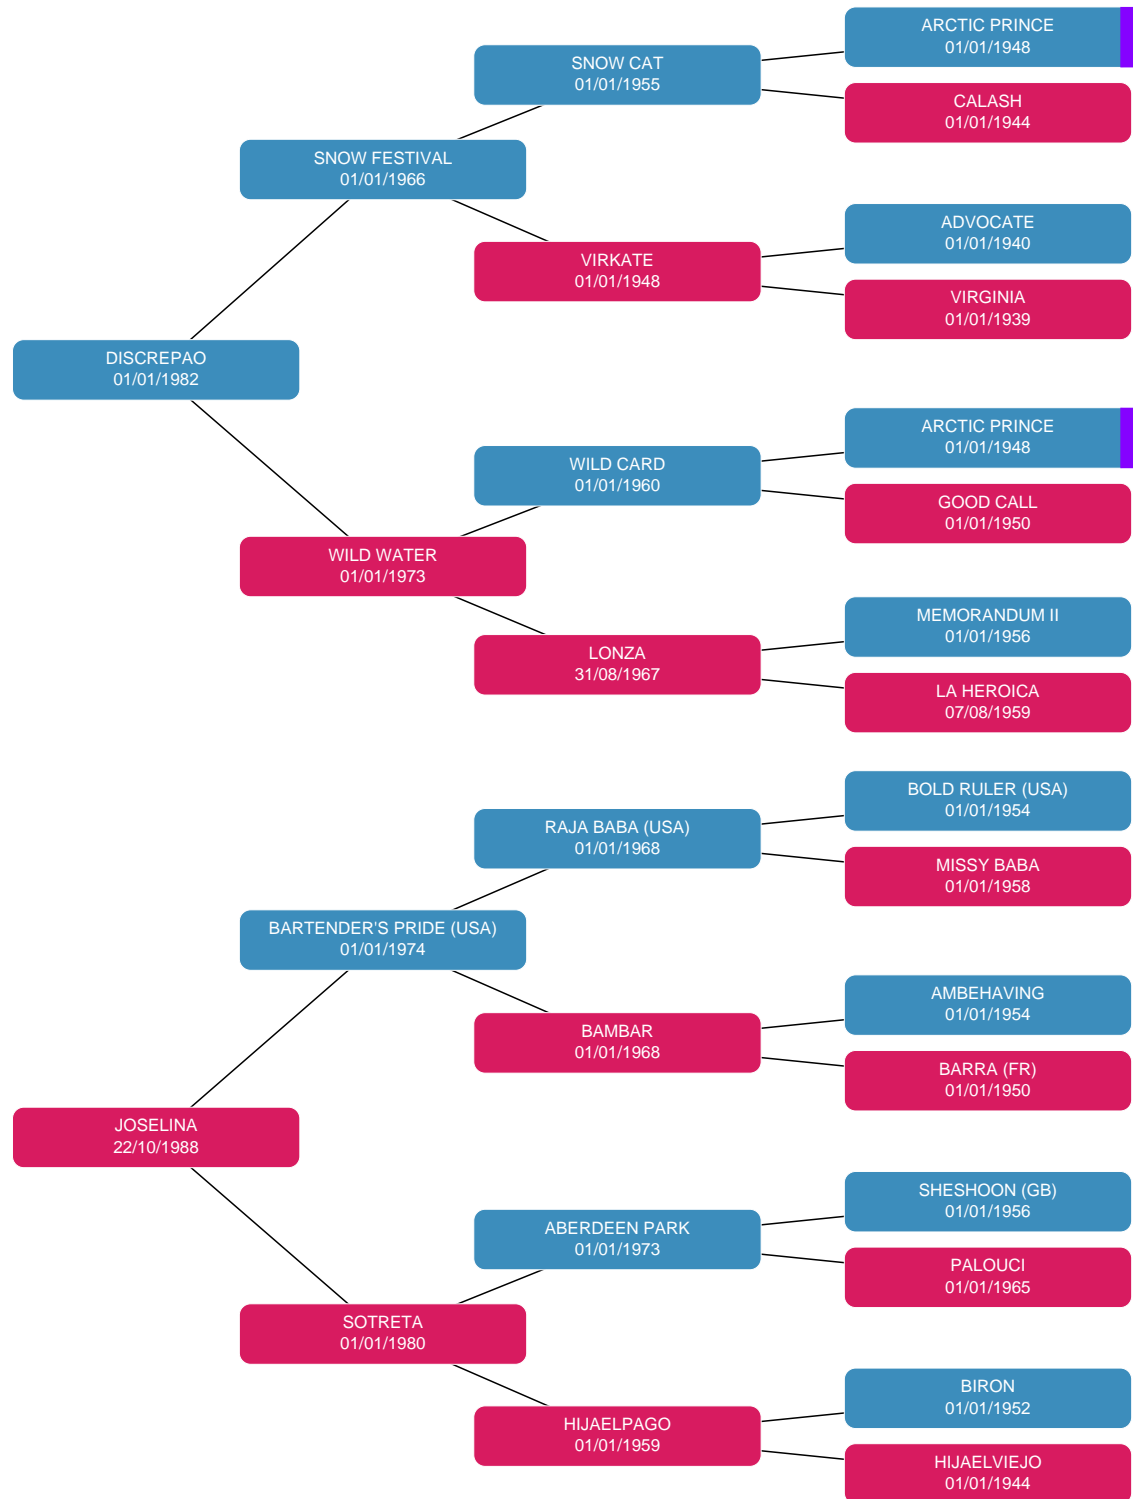 ARCTIC PRINCE
01/01/1948
SNOW CAT
01/01/1955
CALASH
01/01/1944
SNOW FESTIVAL
01/01/1966
ADVOCATE
01/01/1940
VIRKATE
01/01/1948
VIRGINIA
01/01/1939
DISCREPAO
01/01/1982
ARCTIC PRINCE
01/01/1948
WILD CARD
01/01/1960
GOOD CALL
01/01/1950
WILD WATER
01/01/1973
MEMORANDUM II
01/01/1956
LONZA
31/08/1967
LA HEROICA
07/08/1959
BOLD RULER (USA)
01/01/1954
RAJA BABA (USA)
01/01/1968
MISSY BABA
01/01/1958
BARTENDER'S PRIDE (USA)
01/01/1974
AMBEHAVING
01/01/1954
BAMBAR
01/01/1968
BARRA (FR)
01/01/1950
JOSELINA
22/10/1988
SHESHOON (GB)
01/01/1956
ABERDEEN PARK
01/01/1973
PALOUCI
01/01/1965
SOTRETA
01/01/1980
BIRON
01/01/1952
HIJAELPAGO
01/01/1959
HIJAELVIEJO
01/01/1944